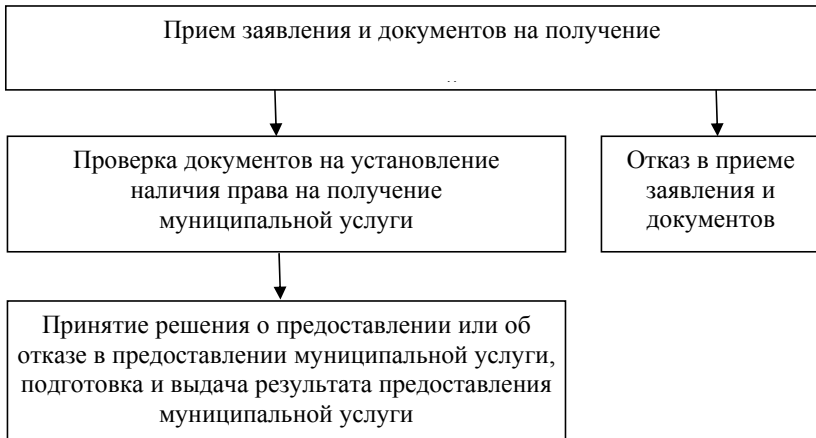 Прием заявления и документов на получение
Проверка документов на установление
наличия права на получение
муниципальной услуги
Отказ в приеме
заявления и
документов
Принятие решения о предоставлении или об
отказе в предоставлении муниципальной услуги,
подготовка и выдача результата предоставления
муниципальной услуги